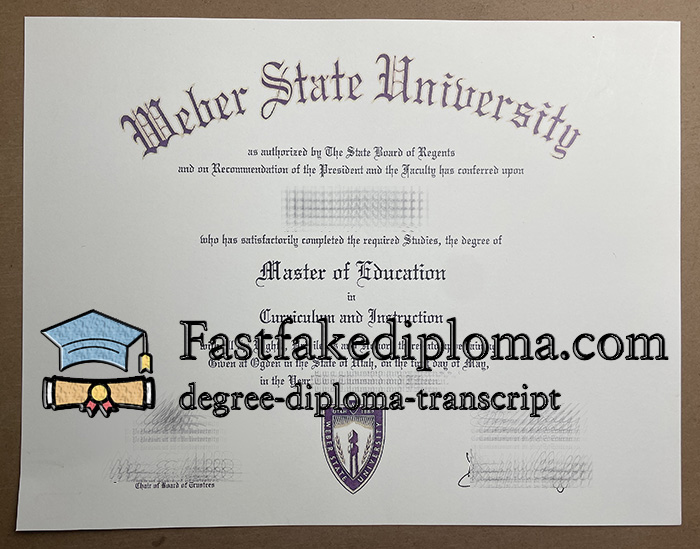 Weber State University
as authorized by The State Board of Regents
and on Recommendation of the President and the Faculty has conferred upon
who has satisfactorily completed the required Studies, the degree of
Master of Education
in
Curriculum and Instruction
Fastfakediploma.com
Given at Ogden in the State of Utah, on the first day of May,
in the Year
degree-diploma-transcript
UTAH 1889
WEBER STATE UNIVERSITY
Chair of Board of Trustees